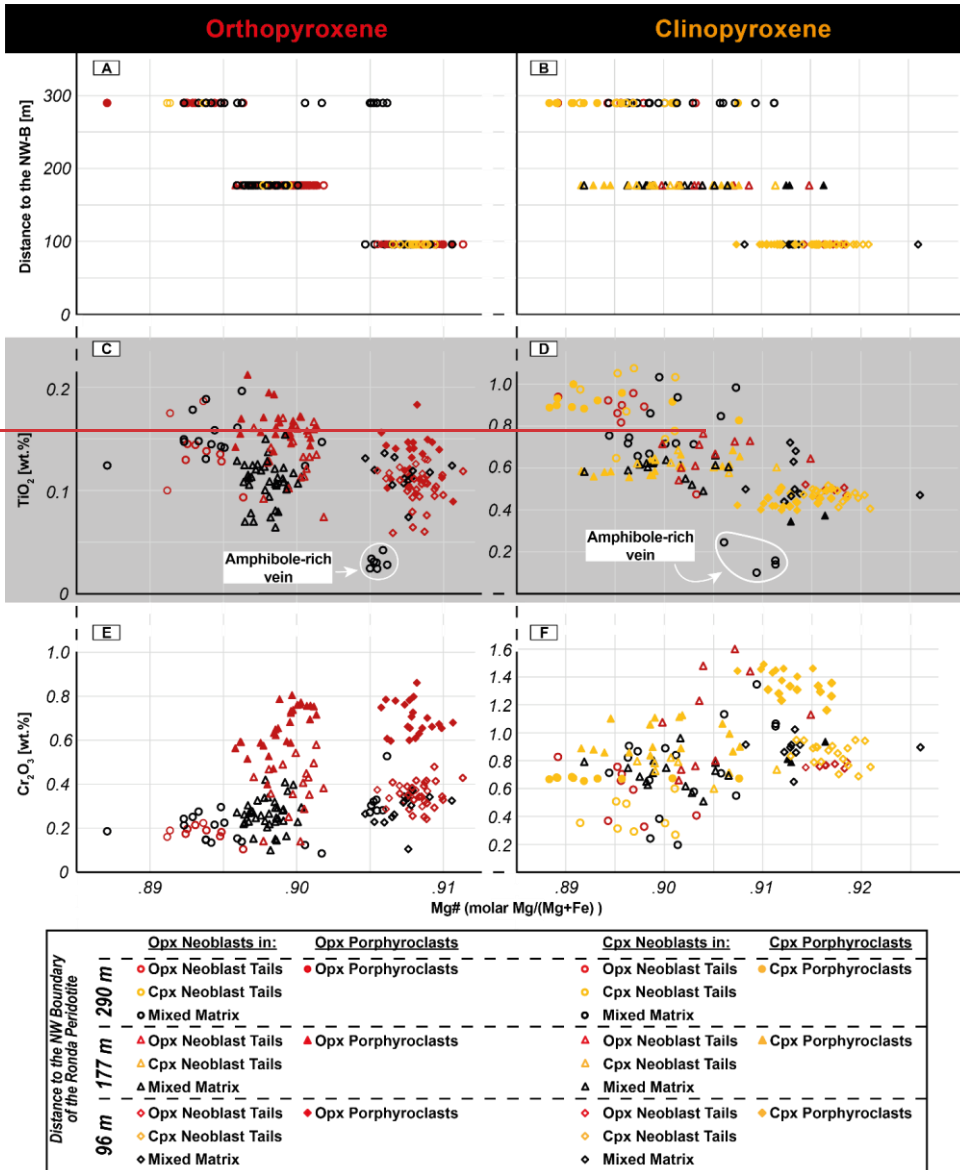 Orthopyroxene
Clinopyroxene
A
B
Distance to the NW-B [m]
300
200
100
0
C
D
TiO2 [wt.%]
0.2
0.1
0
1.0
0.8
0.6
0.4
0.2
Amphibole-rich
vein
Amphibole-rich
vein
E
F
Cr2O3 [wt.%]
1.0
0.8
0.6
0.4
0.2
0
1.6
1.4
1.2
1.0
0.8
0.6
0.4
0.2
.89
.90
.91
.89
.90
.91
.92
Mg# (molar Mg/(Mg+Fe) )
Distance to the NW Boundary
of the Ronda Peridotite
Opx Neoblasts in:
Opx Porphyroclasts
Cpx Neoblasts in:
Cpx Porphyroclasts
290 m
Opx Neoblast Tails
Opx Porphyroclasts
Opx Neoblast Tails
Cpx Porphyroclasts
Cpx Neoblast Tails
Cpx Neoblast Tails
Mixed Matrix
Mixed Matrix
177 m
Opx Neoblast Tails
Opx Porphyroclasts
Opx Neoblast Tails
Cpx Porphyroclasts
Cpx Neoblast Tails
Cpx Neoblast Tails
Mixed Matrix
Mixed Matrix
96 m
Opx Neoblast Tails
Opx Porphyroclasts
Opx Neoblast Tails
Cpx Porphyroclasts
Cpx Neoblast Tails
Cpx Neoblast Tails
Mixed Matrix
Mixed Matrix